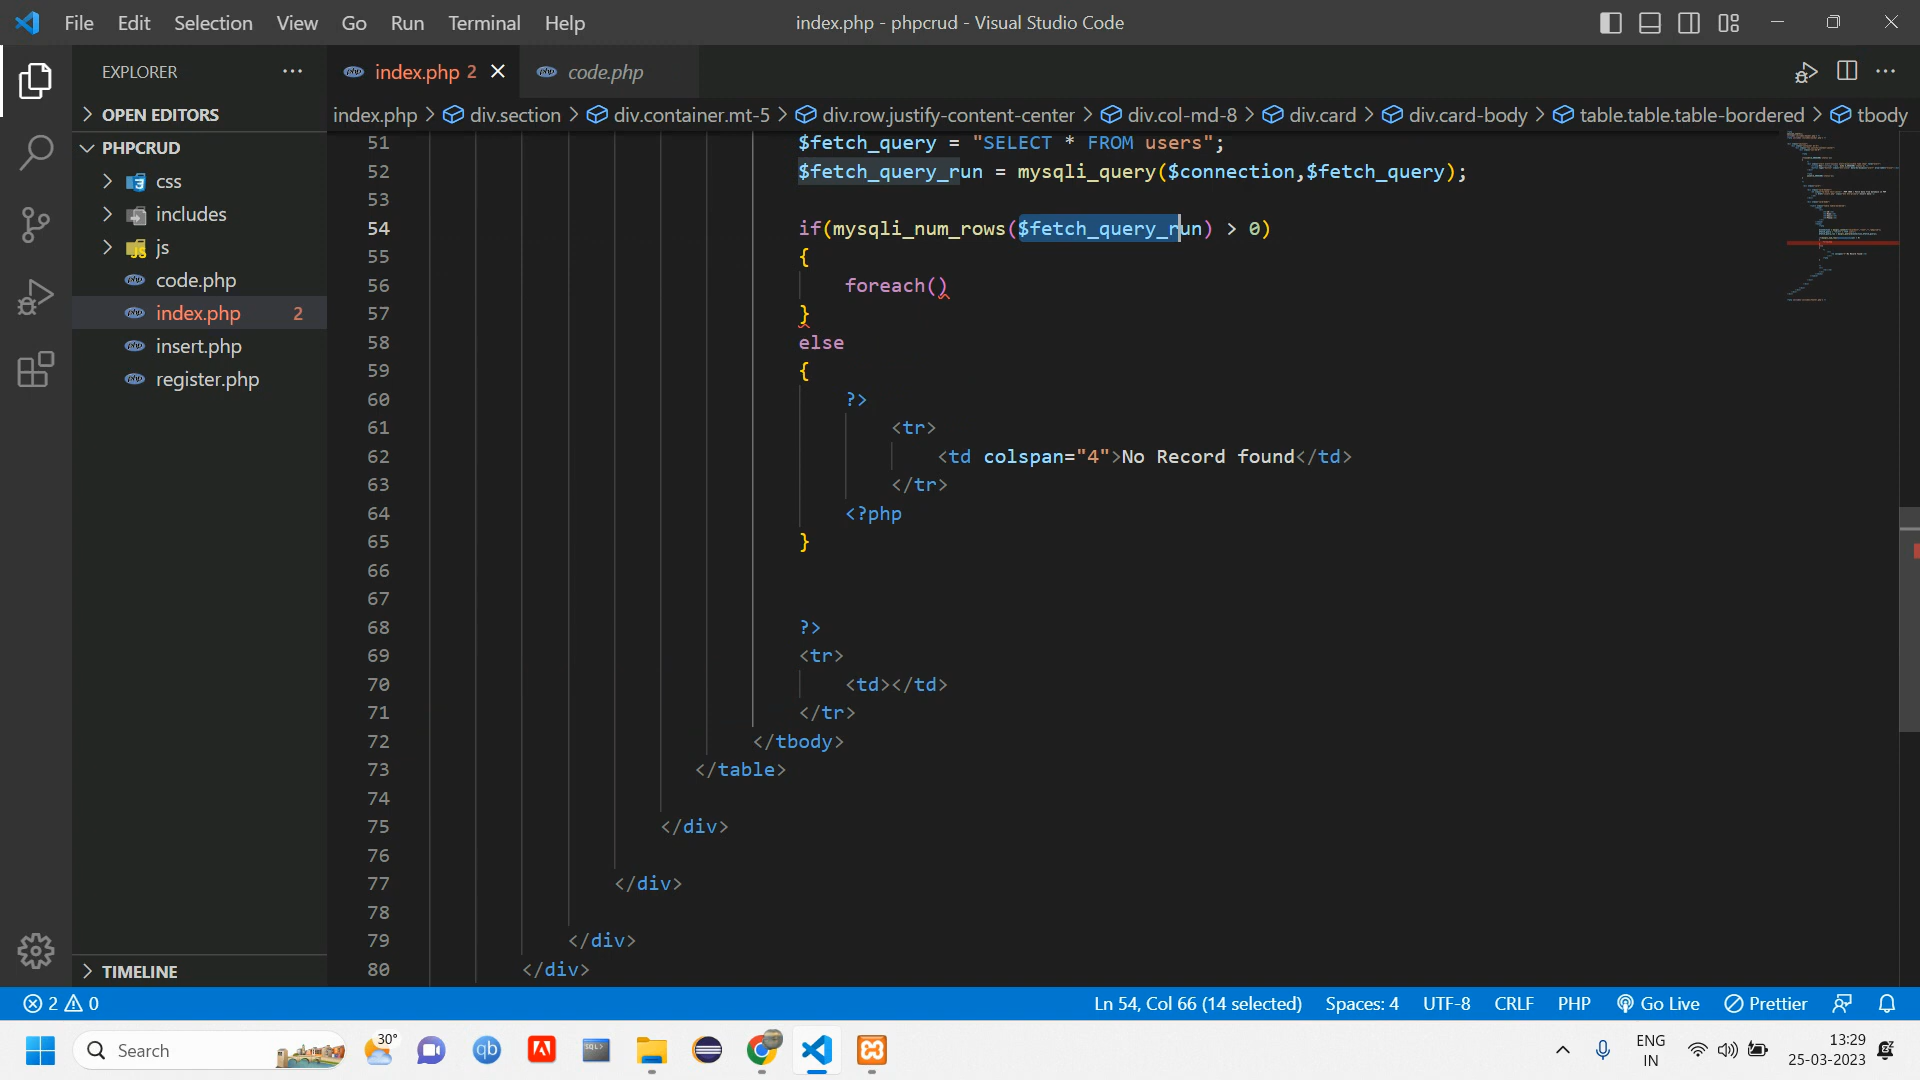 File Edit Selection View Go Run Terminal Help
index.php - phpcrud - Visual Studio Code
EXPLORER
OPEN EDITORS
PHPCRUD
css
includes
js
code.php
index.php 2
insert.php
register.php
TIMELINE
index.php 2
code.php
index.php > div.section > div.container.mt-5 > div.row.justify-content-center > div.col-md-8 > div.card > div.card-body > table.table.table-bordered > tbody
51 $fetch_query = "SELECT * FROM users";
52 $fetch_query_run = mysqli_query($connection,$fetch_query);
53
54 if(mysqli_num_rows($fetch_query_run) > 0)
55 {
56 foreach()
57 }
58 else
59 {
60 ?>
61 <tr>
62 <td colspan="4">No Record found</td>
63 </tr>
64 <?php
65 }
66
67
68 ?>
69 <tr>
70 <td></td>
71 </tr>
72 </tbody>
73 </table>
74
75 </div>
76
77 </div>
78
79 </div>
80 </div>
2 0
Ln 54, Col 66 (14 selected) Spaces: 4 UTF-8 CRLF PHP Go Live Prettier
Search
30°
qb
SQL>
ENG
IN
13:29
25-03-2023